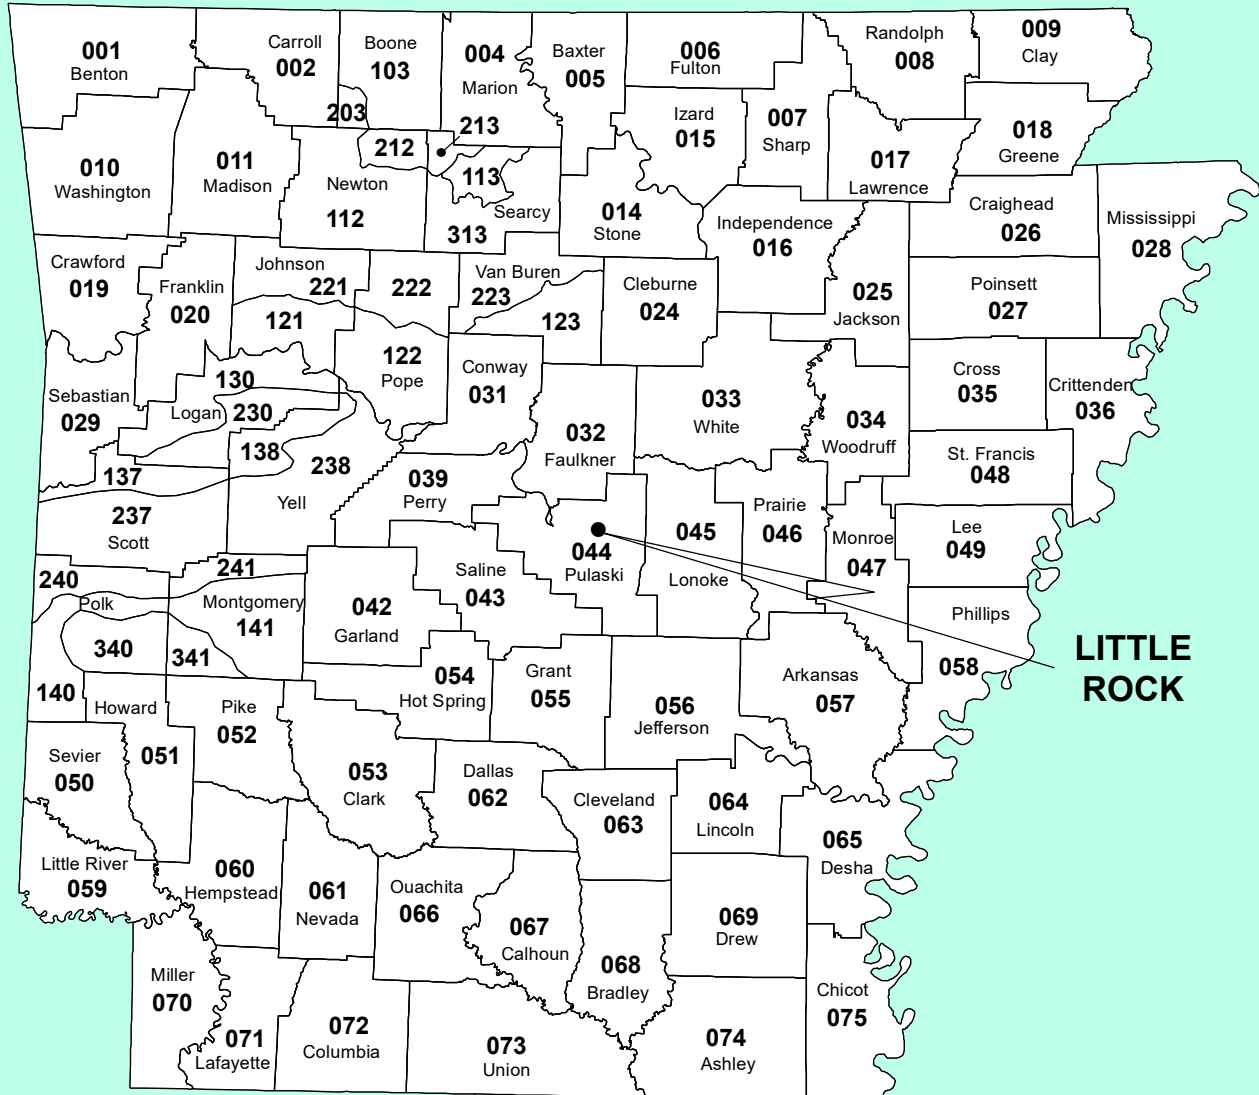 001
Benton
Carroll
002
Boone
103
004
Marion
Baxter
005
006
Fulton
Randolph
008
009
Clay
203
213
212
113
Izard
015
007
Sharp
017
Lawrence
018
Greene
010
Washington
011
Madison
Newton
112
Searcy
313
014
Stone
Independence
016
Craighead
026
Mississippi
028
Crawford
019
Franklin
020
Johnson
221
222
Van Buren
223
123
Cleburne
024
025
Jackson
Poinsett
027
121
122
Pope
130
Sebastian
029
Logan
230
Conway
031
033
White
034
Woodruff
Cross
035
Crittenden
036
032
Faulkner
138
137
238
Yell
039
Perry
St. Francis
048
237
Scott
044
Pulaski
045
Lonoke
Prairie
046
Monroe
047
Lee
049
240
241
Polk
340
341
140
Montgomery
141
042
Garland
Saline
043
Phillips
058
LITTLE
ROCK
054
Hot Spring
Grant
055
056
Jefferson
Arkansas
057
Howard
051
Pike
052
Sevier
050
053
Clark
Dallas
062
Cleveland
063
064
Lincoln
065
Desha
Little River
059
060
Hempstead
061
Nevada
Ouachita
066
067
Calhoun
068
Bradley
069
Drew
Miller
070
071
Lafayette
072
Columbia
073
Union
074
Ashley
Chicot
075